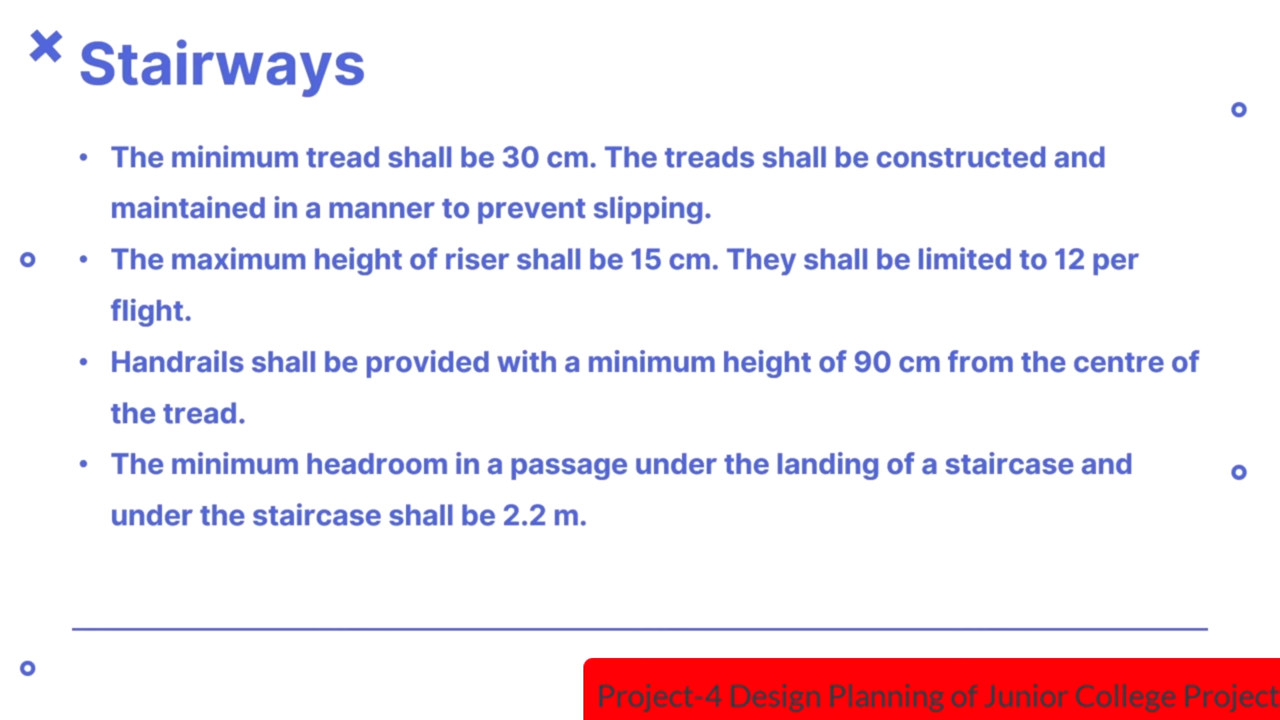 Stairways
• The minimum tread shall be 30 cm. The treads shall be constructed and
maintained in a manner to prevent slipping.
• The maximum height of riser shall be 15 cm. They shall be limited to 12 per
flight.
• Handrails shall be provided with a minimum height of 90 cm from the centre of
the tread.
• The minimum headroom in a passage under the landing of a staircase and
under the staircase shall be 2.2 m.
Project-4 Design Planning of Junior College Project